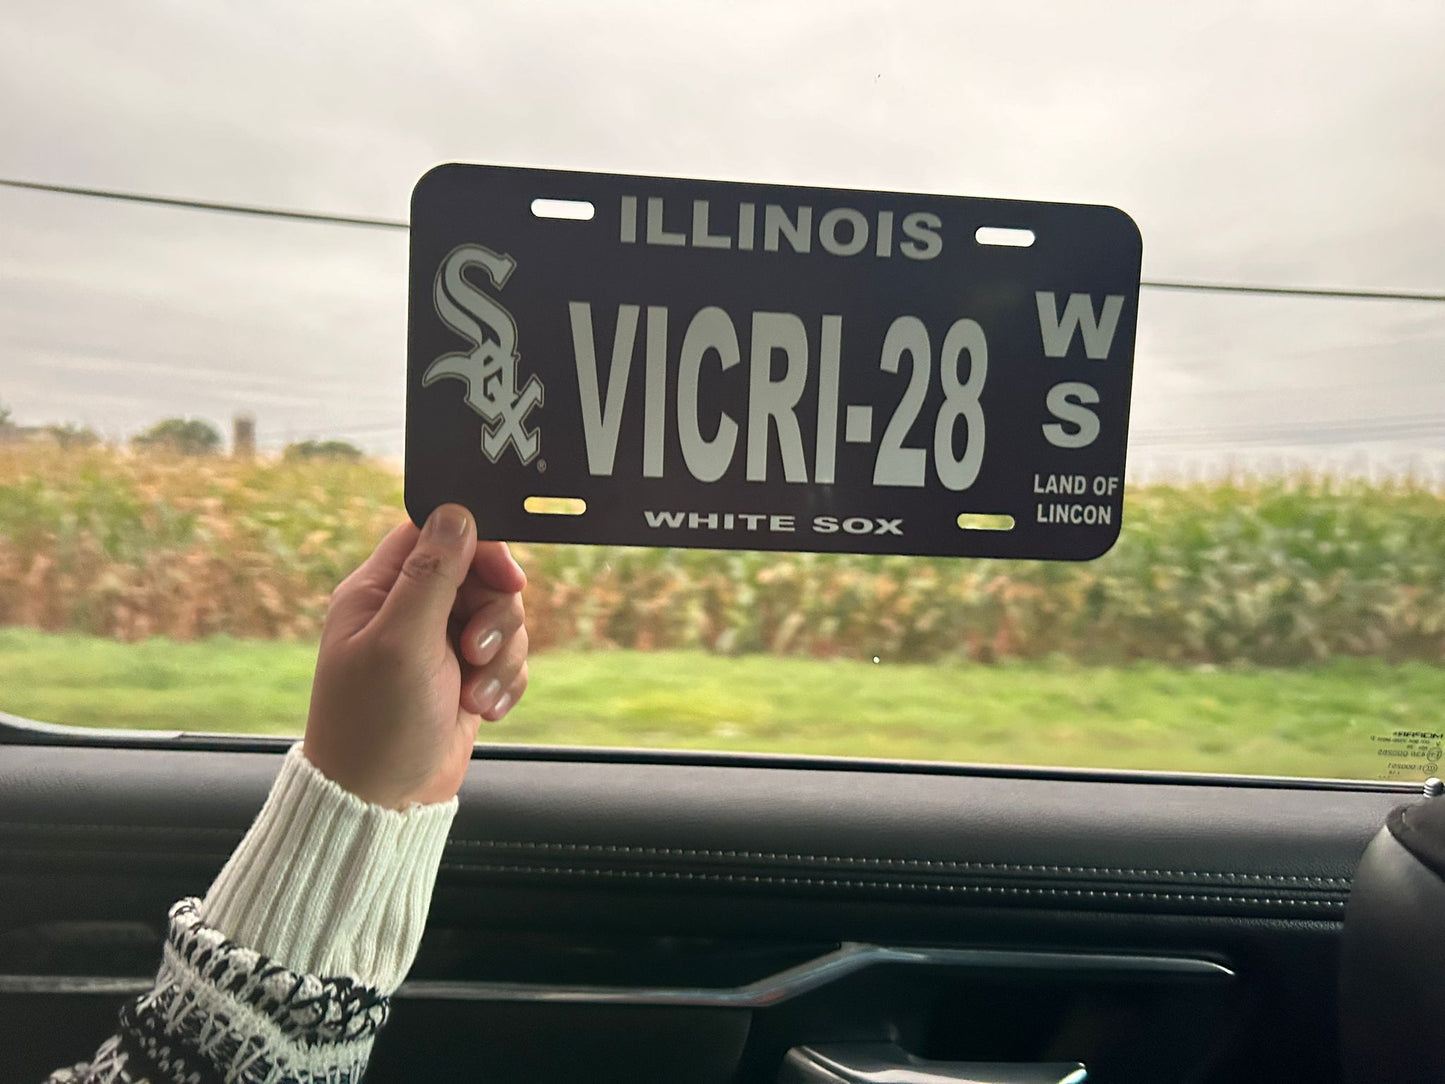 ILLINOIS
Sox
VICRI-28
W
S
LAND OF
LINCON
WHITE SOX